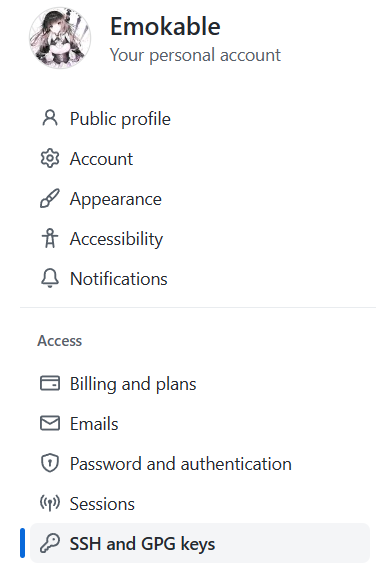 Emokable
Your personal account
Public profile
Account
Appearance
Accessibility
Notifications
Access
Billing and plans
Emails
Password and authentication
Sessions
SSH and GPG keys